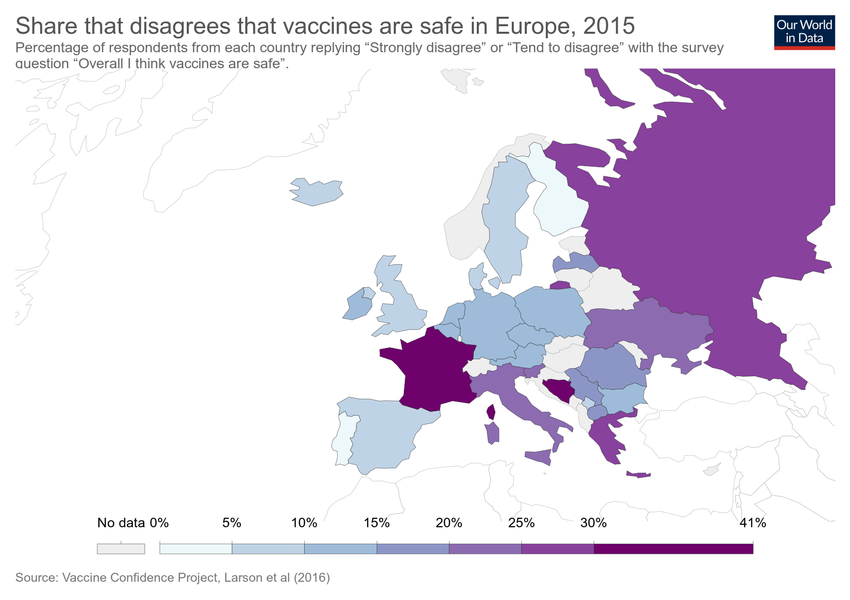 Share that disagrees that vaccines are safe in Europe, 2015
Our World
in Data
Percentage of respondents from each country replying “Strongly disagree” or “Tend to disagree” with the survey
question “Overall I think vaccines are safe”.
No data 0% 5% 10% 15% 20% 25% 30% 41%
Source: Vaccine Confidence Project, Larson et al (2016)